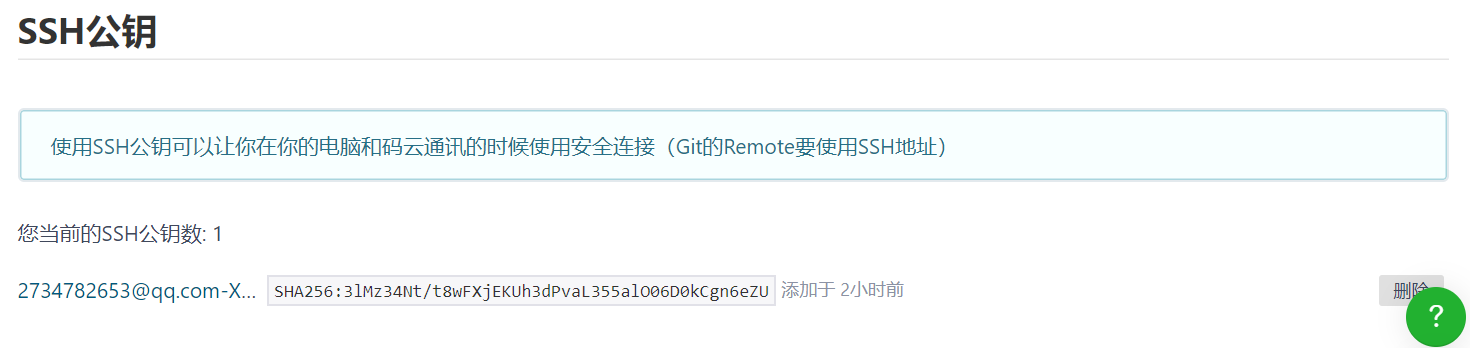 SSH公钥
使用SSH公钥可以让你在你的电脑和码云通讯的时候使用安全连接（Git的Remote要使用SSH地址）
您当前的SSH公钥数: 1
2734782653@qq.com-X... SHA256:3lMz34Nt/t8wFXjEKUh3dPvaL355alO06D0kCgn6eZU 添加于 2小时前 删除
?